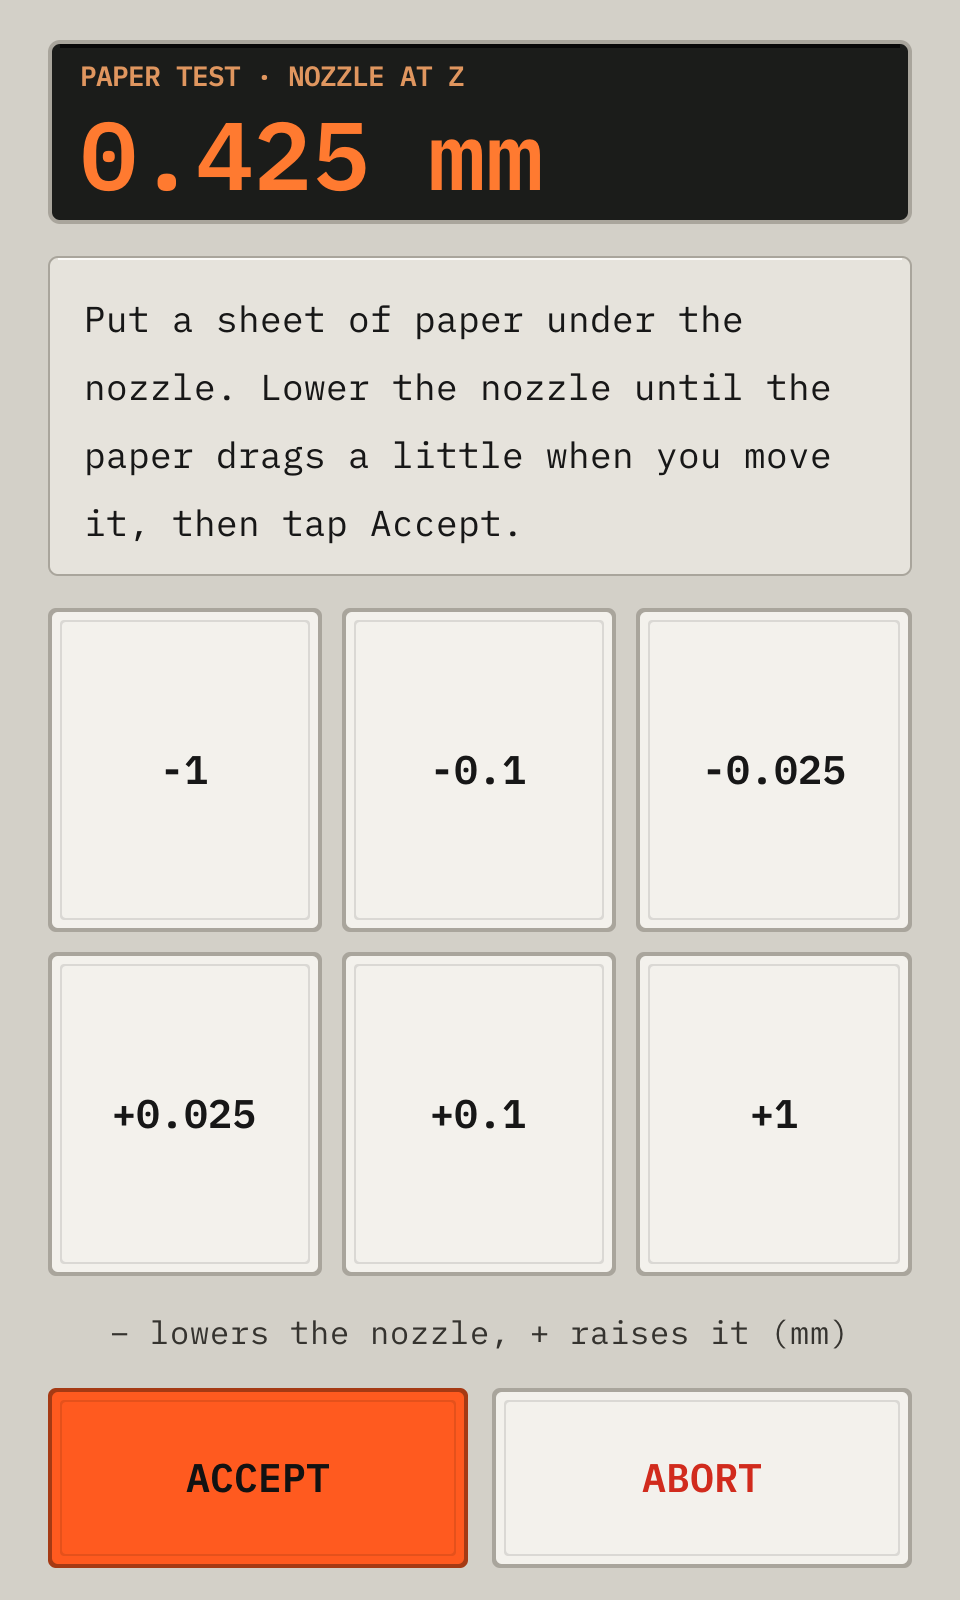 PAPER TEST · NOZZLE AT Z
0.425 mm
Put a sheet of paper under the
nozzle. Lower the nozzle until the
paper drags a little when you move
it, then tap Accept.
-1
-0.1
-0.025
+0.025
+0.1
+1
− lowers the nozzle, + raises it (mm)
ACCEPT
ABORT